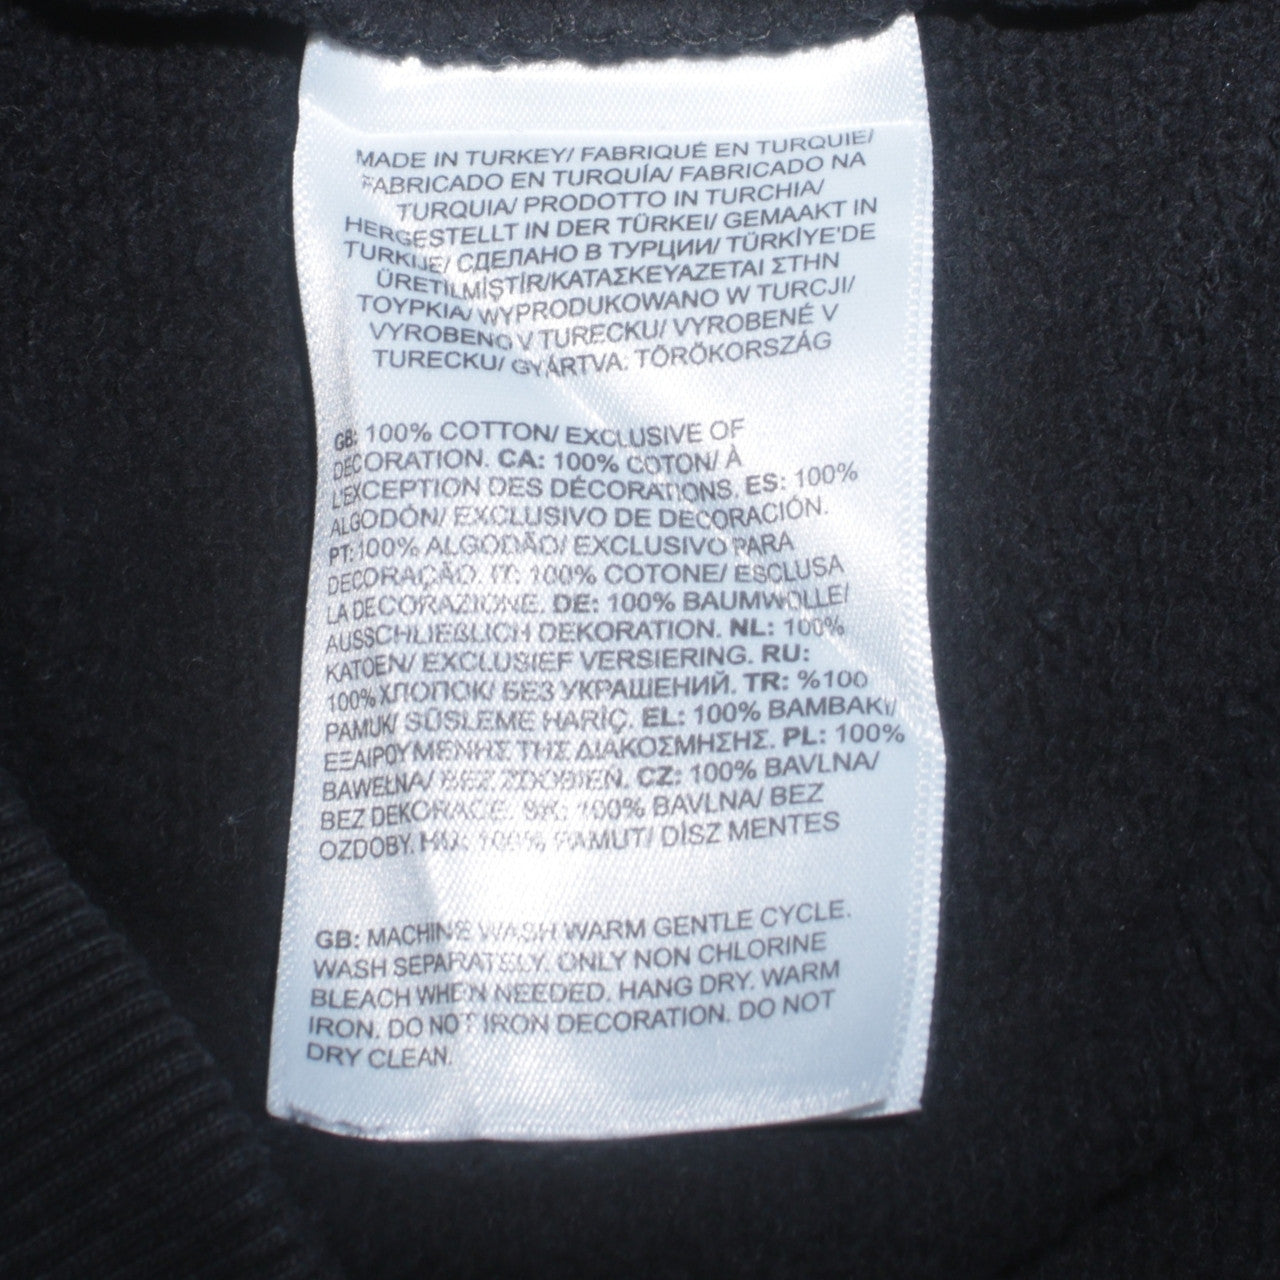 MADE IN TURKEY/ FABRIQUÉ EN TURQUIE/
FABRICADO EN TURQUÍA/ FABRICADO NA
TURQUIA/ PRODOTTO IN TURCHIA/
HERGESTELLT IN DER TÜRKEI/ GEMAAKT IN
TURKIJE/ СДЕЛАНО В ТУРЦИИ/ TÜRKİYE'DE
ÜRETILMİŞTİR/ΚΑΤΑΣΚΕΥΑΖΕΤΑΙ ΣΤΗΝ
ΤΟΥΡΚΙΑ/ WYPRODUKOWANO W TURCJI/
VYROBENO V TURECKU/ VYROBENÉ V
TURECKU/ GYÁRTVA: TÖRÖKORSZÁG
GB: 100% COTTON/ EXCLUSIVE OF
DECORATION. CA: 100% COTON/ À
L'EXCEPTION DES DÉCORATIONS. ES: 100%
ALGODÓN/ EXCLUSIVO DE DECORACIÓN.
PT: 100% ALGODÃO/ EXCLUSIVO PARA
DECORAÇÃO. IT: 100% COTONE/ ESCLUSA
LA DECORAZIONE. DE: 100% BAUMWOLLE/
AUSSCHLIEßLICH DEKORATION. NL: 100%
KATOEN/ EXCLUSIEF VERSIERING. RU:
100% ХЛОПОК/ БЕЗ УКРАШЕНИЙ. TR: %100
PAMUK/ SÜSLEME HARİÇ. EL: 100% ΒΑΜΒΑΚΙ/
ΕΞΑΙΡΟΥΜΕΝΗΣ ΤΗΣ ΔΙΑΚΟΣΜΗΣΗΣ. PL: 100%
BAWEŁNA/ BEZ ZDOBIEŃ. CZ: 100% BAVLNA/
BEZ DEKORACE. SK: 100% BAVLNA/ BEZ
OZDOBY. HU: 100% PAMUT/ DÍSZ MENTES
GB: MACHINE WASH WARM GENTLE CYCLE.
WASH SEPARATELY. ONLY NON CHLORINE
BLEACH WHEN NEEDED. HANG DRY. WARM
IRON. DO NOT IRON DECORATION. DO NOT
DRY CLEAN.